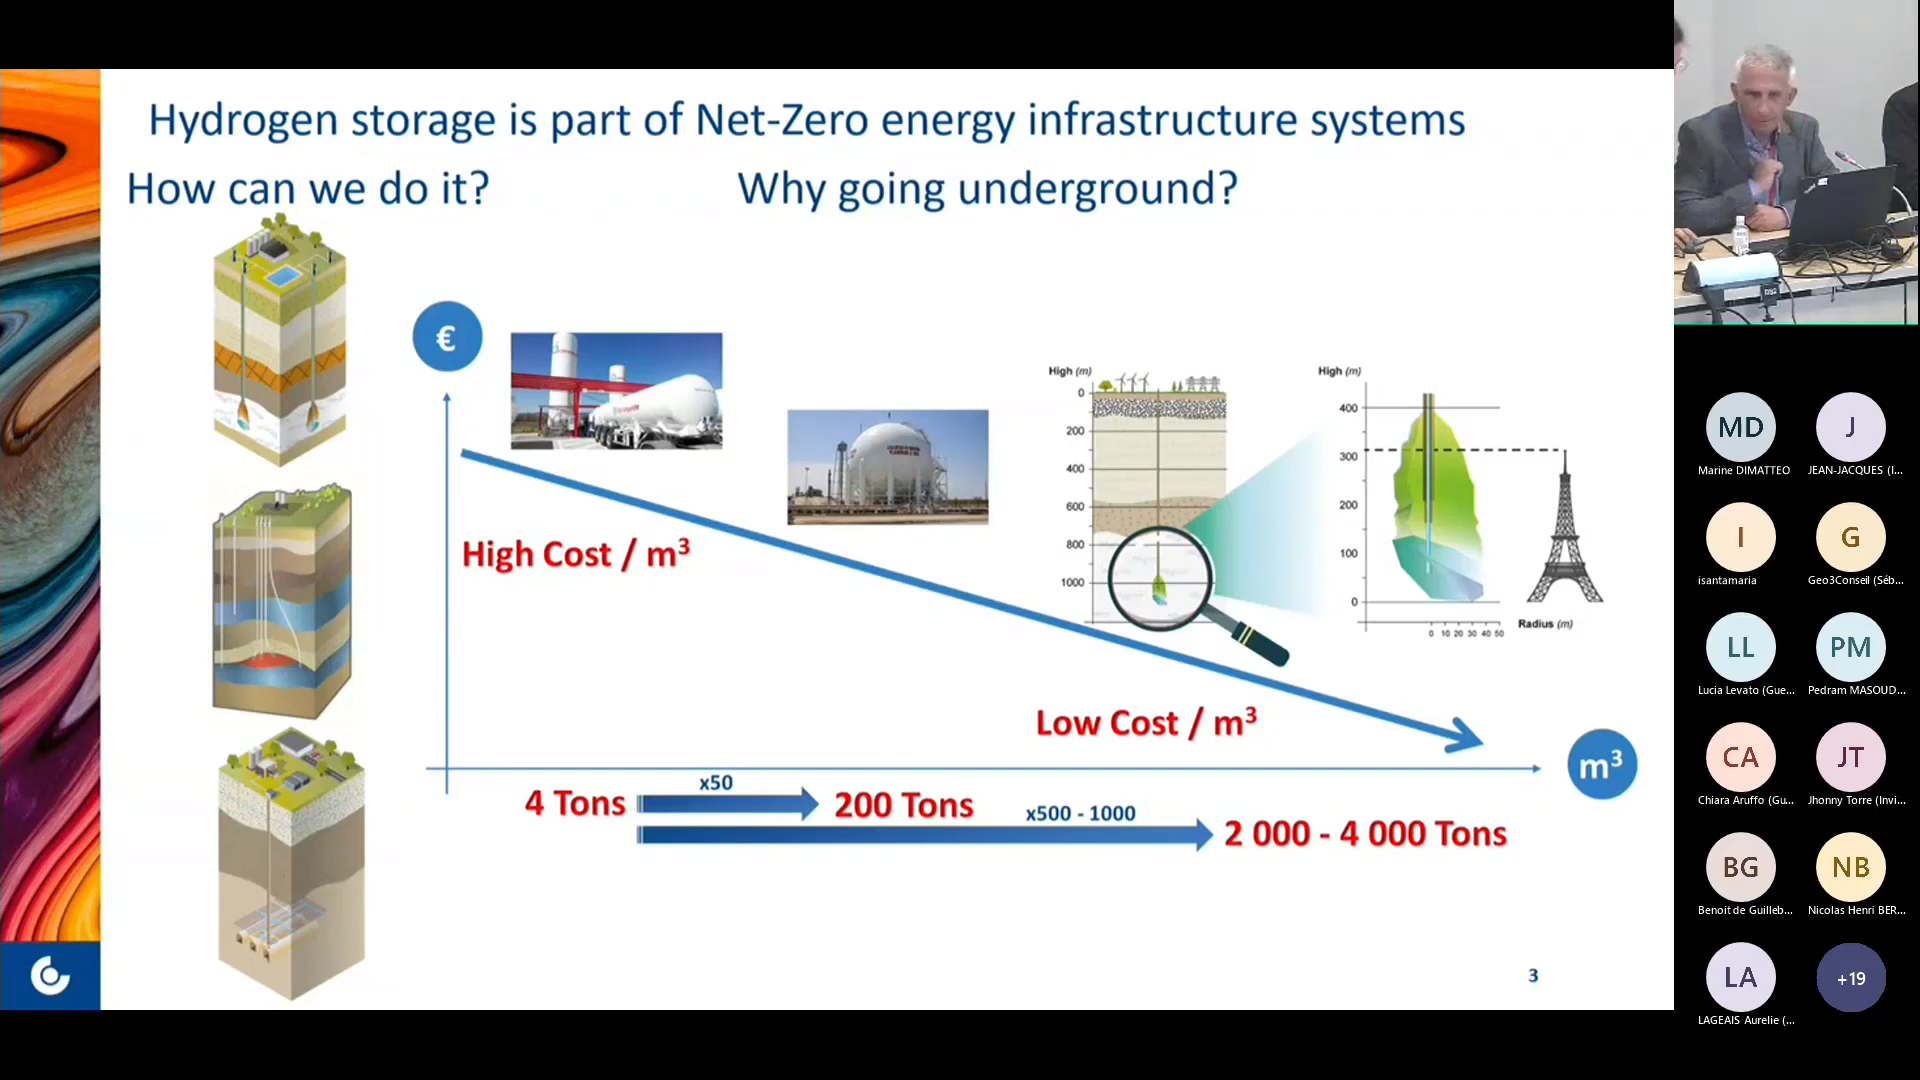 Hydrogen storage is part of Net-Zero energy infrastructure systems
How can we do it?
Why going underground?
€
High Cost / m³
High (m)
0
200
400
600
800
1000
High (m)
400
300
200
100
0
0 10 20 30 40 50
Radius (m)
Low Cost / m³
m³
x50
4 Tons
200 Tons
x500 - 1000
2 000 - 4 000 Tons
3
MD
Marine DIMATTEO
J
JEAN-JACQUES (I...
I
isantamaria
G
Geo3Conseil (Séb...
LL
Lucia Levato (Gue...
PM
Pedram MASOUD...
CA
Chiara Aruffo (Gu...
JT
Jhonny Torre (Invi...
BG
Benoit de Guilleb...
NB
Nicolas Henri BER...
LA
LAGEAIS Aurelie (...
+19